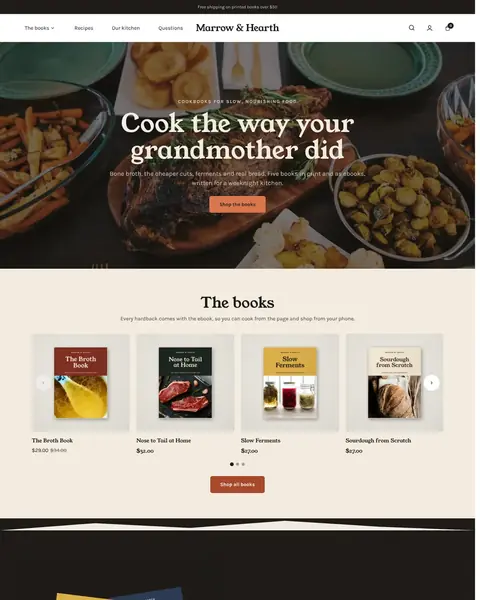 Free shipping on printed books over $90
The books
Recipes
Our kitchen
Questions
Marrow & Hearth
0
COOKBOOKS FOR SLOW, NOURISHING FOOD
Cook the way your
grandmother did
Bone broth, the cheaper cuts, ferments and real bread. Five books in print and as ebooks,
written for a weeknight kitchen.
Shop the books
The books
Every hardback comes with the ebook, so you can cook from the page and shop from your phone.
The Broth
Book
Nose to Tail
at Home
Slow
Ferments
Sourdough
from Scratch
The Broth Book
$29.00 $34.00
Nose to Tail at Home
$32.00
Slow Ferments
$27.00
Sourdough from Scratch
$27.00
Shop all books